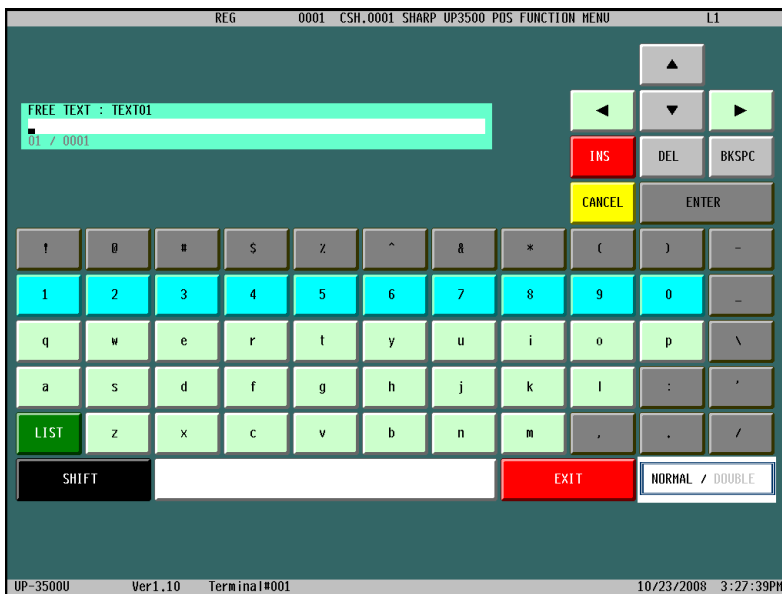 REG 0001 CSH.0001 SHARP UP3500 POS FUNCTION MENU L1
▲
FREE TEXT : TEXT01
01 / 0001
◀ ▼ ▶
INS DEL BKSPC
CANCEL ENTER
! @ # $ % ^ & * ( ) -
1 2 3 4 5 6 7 8 9 0 _
q w e r t y u i o p \
a s d f g h j k l : '
LIST z x c v b n m , . /
SHIFT EXIT NORMAL / DOUBLE
UP-3500U Ver1.10 Terminal#001 10/23/2008 3:27:39PM